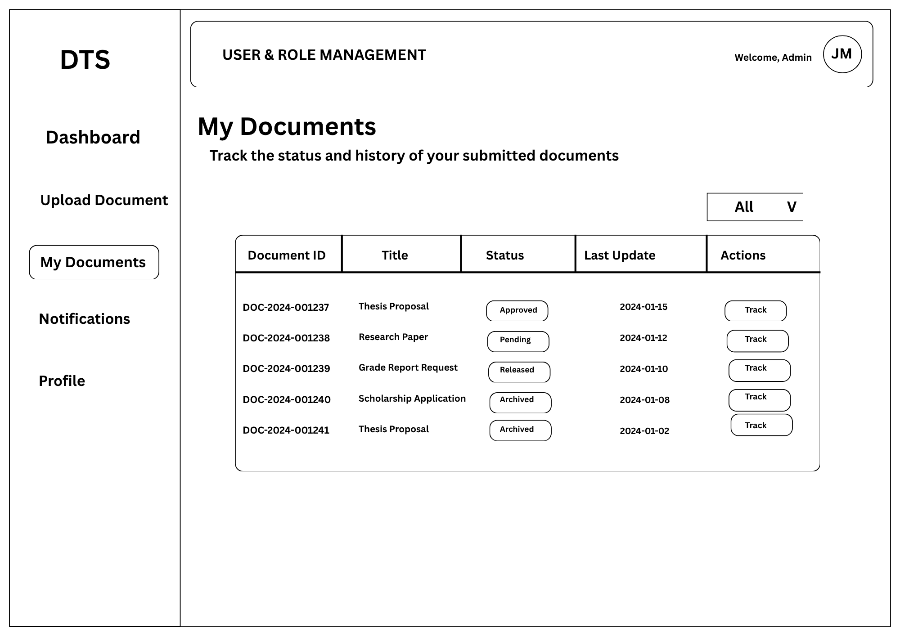 DTS
Dashboard
Upload Document
My Documents
Notifications
Profile
USER & ROLE MANAGEMENT
Welcome, Admin
JM
My Documents
Track the status and history of your submitted documents
All V
Document ID Title Status Last Update Actions
DOC-2024-001237 Thesis Proposal Approved 2024-01-15 Track
DOC-2024-001238 Research Paper Pending 2024-01-12 Track
DOC-2024-001239 Grade Report Request Released 2024-01-10 Track
DOC-2024-001240 Scholarship Application Archived 2024-01-08 Track
DOC-2024-001241 Thesis Proposal Archived 2024-01-02 Track